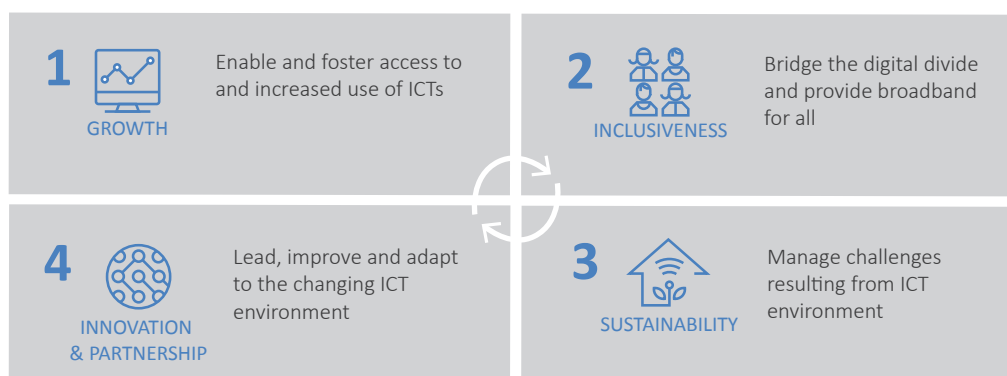 1
GROWTH
Enable and foster access to
and increased use of ICTs
2
INCLUSIVENESS
Bridge the digital divide
and provide broadband
for all
4
INNOVATION
& PARTNERSHIP
Lead, improve and adapt
to the changing ICT
environment
3
SUSTAINABILITY
Manage challenges
resulting from ICT
environment